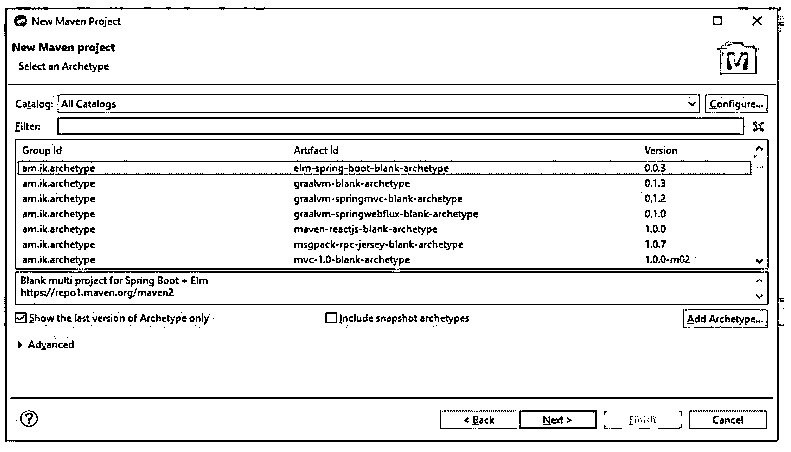 New Maven Project
New Maven project
Select an Archetype
Catalog: All Catalogs Configure...
Filter:
Group Id Artifact Id Version
am.ik.archetype elm-spring-boot-blank-archetype 0.0.3
am.ik.archetype graalvm-blank-archetype 0.1.3
am.ik.archetype graalvm-springmvc-blank-archetype 0.1.2
am.ik.archetype graalvm-springwebflux-blank-archetype 0.1.0
am.ik.archetype maven-reactjs-blank-archetype 1.0.0
am.ik.archetype msgpack-rpc-jersey-blank-archetype 1.0.7
am.ik.archetype mvc-1.0-blank-archetype 1.0.0-m02
Blank multi project for Spring Boot + Elm
https://repo1.maven.org/maven2
Show the last version of Archetype only Include snapshot archetypes Add Archetype...
Advanced
< Back Next > Finish Cancel